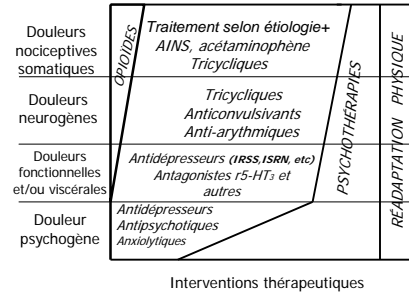 Douleurs
nociceptives
somatiques
OPIOÏDES
Traitement selon étiologie+
AINS, acétaminophène
Tricycliques
Douleurs
neurogènes
Tricycliques
Anticonvulsivants
Anti-arythmiques
Douleurs
fonctionnelles
et/ou viscérales
Antidépresseurs (IRSS,ISRN, etc)
Antagonistes r5-HT3 et
autres
Douleur
psychogène
Antidépresseurs
Antipsychotiques
Anxiolytiques
PSYCHOTHÉRAPIES
RÉADAPTATION PHYSIQUE
Interventions thérapeutiques